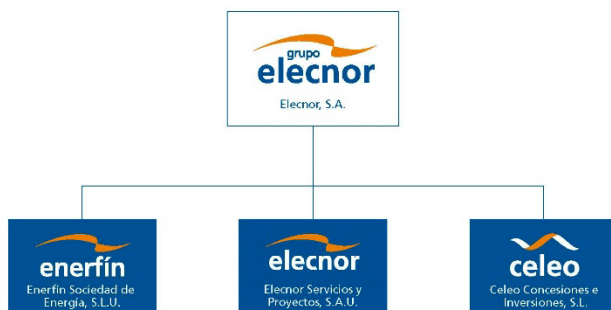 grupo
elecnor
Elecnor, S.A.
enerfín
Enerfín Sociedad de
Energía, S.L.U.
elecnor
Elecnor Servicios y
Proyectos, S.A.U.
celeo
Celeo Concesiones e
Inversiones, S.L.